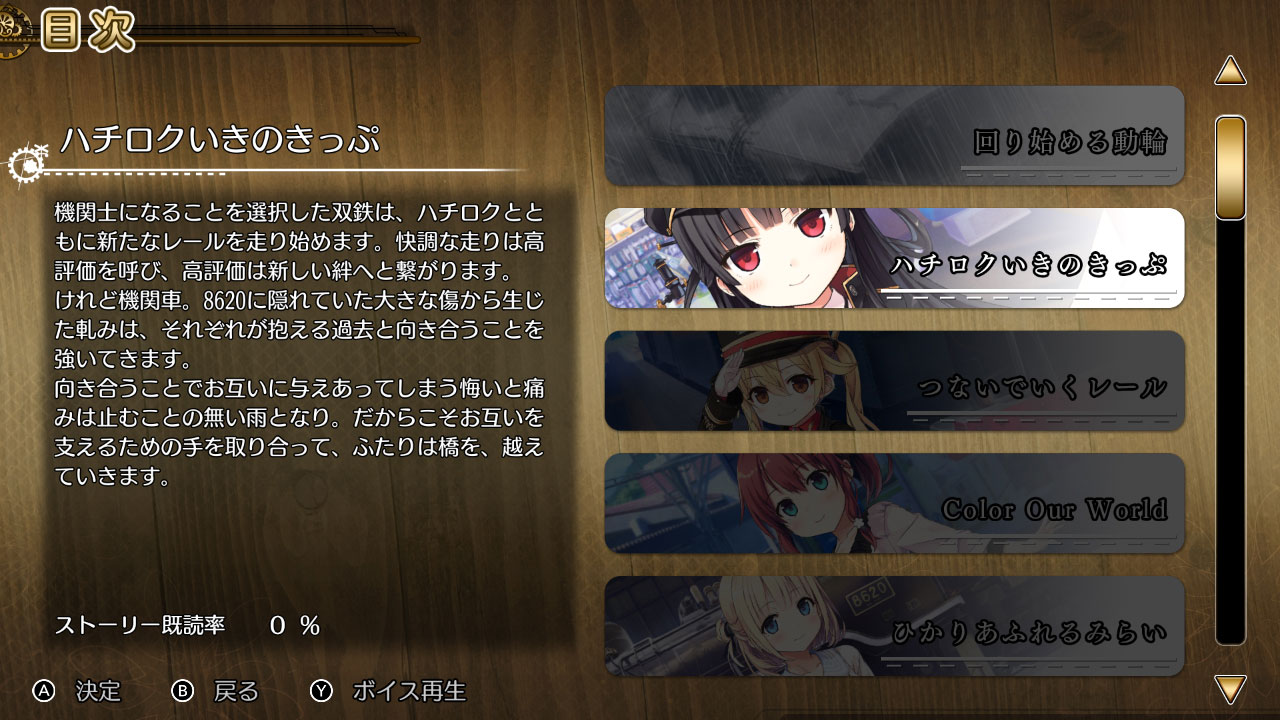 目次
ハチロクいきのきっぷ
機関士になることを選択した双鉄は、ハチロクとと
もに新たなレールを走り始めます。快調な走りは高
評価を呼び、高評価は新しい絆へと繋がります。
けれど機関車。8620に隠れていた大きな傷から生じ
た軋みは、それぞれが抱える過去と向き合うことを
強いてきます。
向き合うことでお互いに与えあってしまう悔いと痛
みは止むことの無い雨となり。だからこそお互いを
支えるための手を取り合って、ふたりは橋を、越え
ていきます。
ストーリー既読率 0 %
回り始める動輪
ハチロクいきのきっぷ
つないでいくレール
Color Our World
8620
ひかりあふれるみらい
A 決定 B 戻る Y ボイス再生